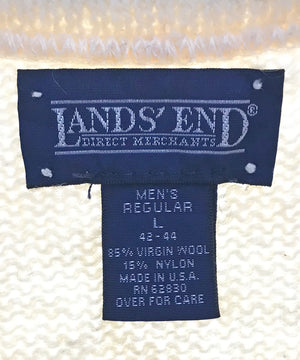 LANDS' END®
DIRECT MERCHANTS
MEN'S
REGULAR
L
42-44
85% VIRGIN WOOL
15% NYLON
MADE IN U.S.A.
RN 62830
OVER FOR CARE